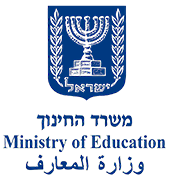 ישראל
משרד החינוך
Ministry of Education
وزارة المعارف